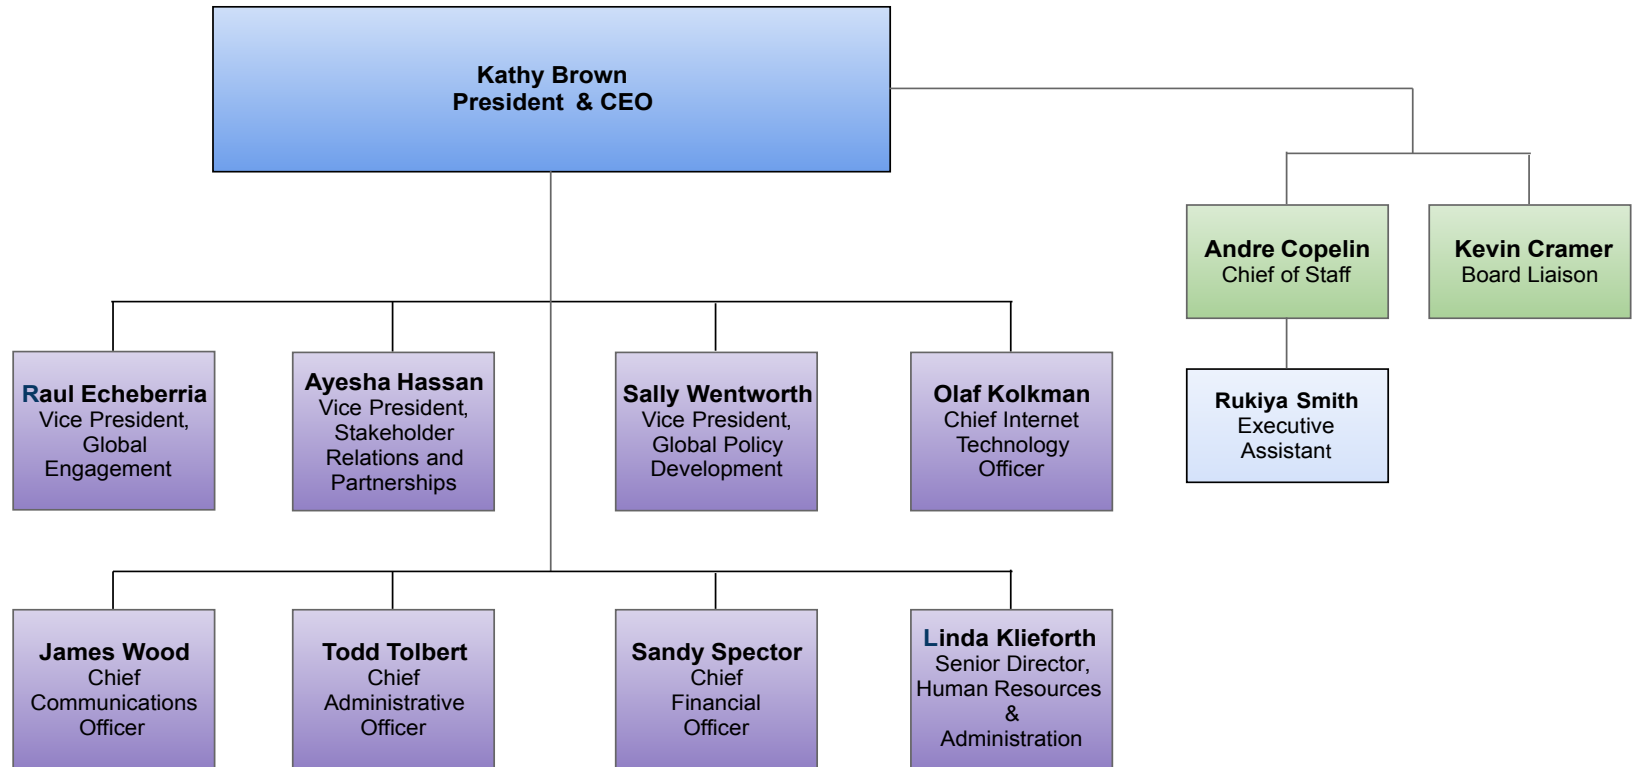 Kathy Brown
President & CEO
Andre Copelin
Chief of Staff
Kevin Cramer
Board Liaison
Raul Echeberria
Vice President,
Global
Engagement
Ayesha Hassan
Vice President,
Stakeholder
Relations and
Partnerships
Sally Wentworth
Vice President,
Global Policy
Development
Olaf Kolkman
Chief Internet
Technology
Officer
Rukiya Smith
Executive
Assistant
James Wood
Chief
Communications
Officer
Todd Tolbert
Chief
Administrative
Officer
Sandy Spector
Chief
Financial
Officer
Linda Klieforth
Senior Director,
Human Resources
&
Administration